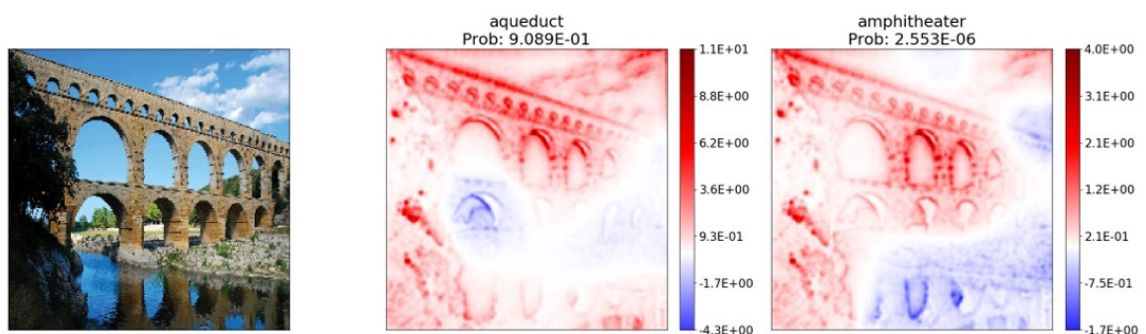 aqueduct
Prob: 9.089E-01
1.1E+01
8.8E+00
6.2E+00
3.6E+00
9.3E-01
-1.7E+00
-4.3E+00
amphitheater
Prob: 2.553E-06
4.0E+00
3.1E+00
2.1E+00
1.2E+00
2.1E-01
-7.5E-01
-1.7E+00